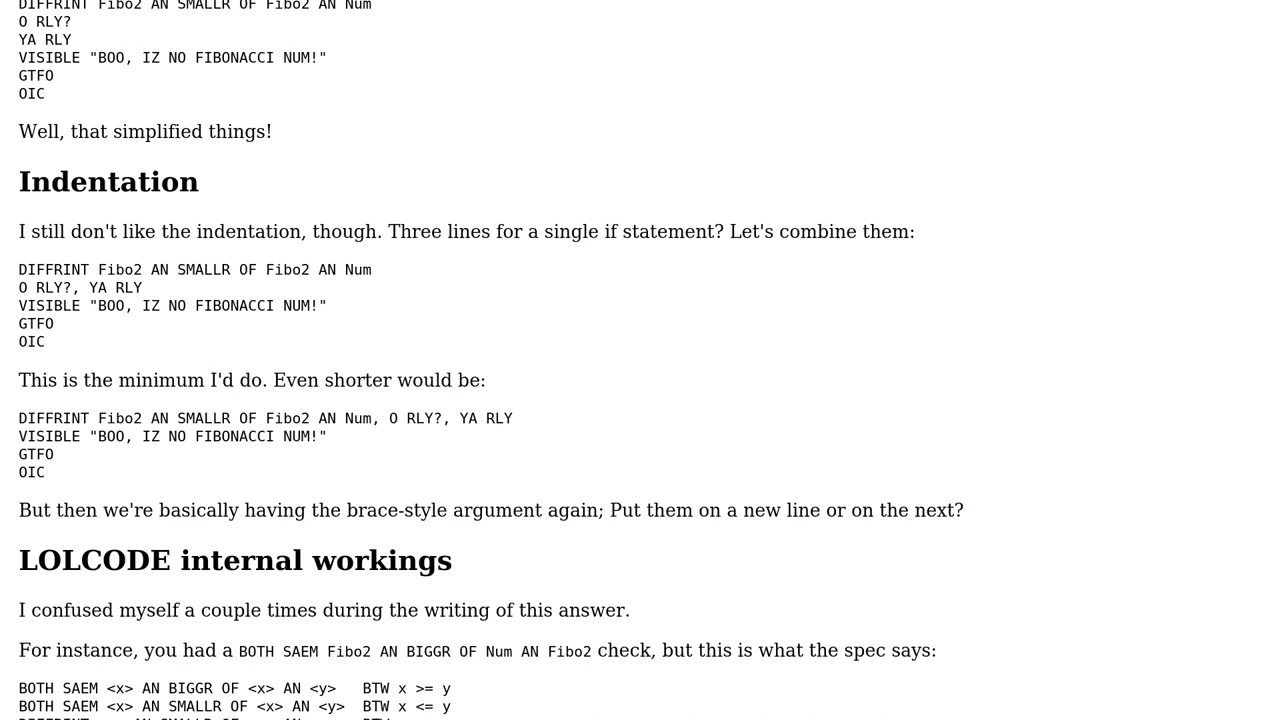 DIFFRINT Fibo2 AN SMALLR OF Fibo2 AN Num
O RLY?
YA RLY
VISIBLE "BOO, IZ NO FIBONACCI NUM!"
GTFO
OIC
Well, that simplified things!
Indentation
I still don't like the indentation, though. Three lines for a single if statement? Let's combine them:
DIFFRINT Fibo2 AN SMALLR OF Fibo2 AN Num
O RLY?, YA RLY
VISIBLE "BOO, IZ NO FIBONACCI NUM!"
GTFO
OIC
This is the minimum I'd do. Even shorter would be:
DIFFRINT Fibo2 AN SMALLR OF Fibo2 AN Num, O RLY?, YA RLY
VISIBLE "BOO, IZ NO FIBONACCI NUM!"
GTFO
OIC
But then we're basically having the brace-style argument again; Put them on a new line or on the next?
LOLCODE internal workings
I confused myself a couple times during the writing of this answer.
For instance, you had a BOTH SAEM Fibo2 AN BIGGR OF Num AN Fibo2 check, but this is what the spec says:
BOTH SAEM <x> AN BIGGR OF <x> AN <y>   BTW x >= y
BOTH SAEM <x> AN SMALLR OF <x> AN <y>  BTW x <= y